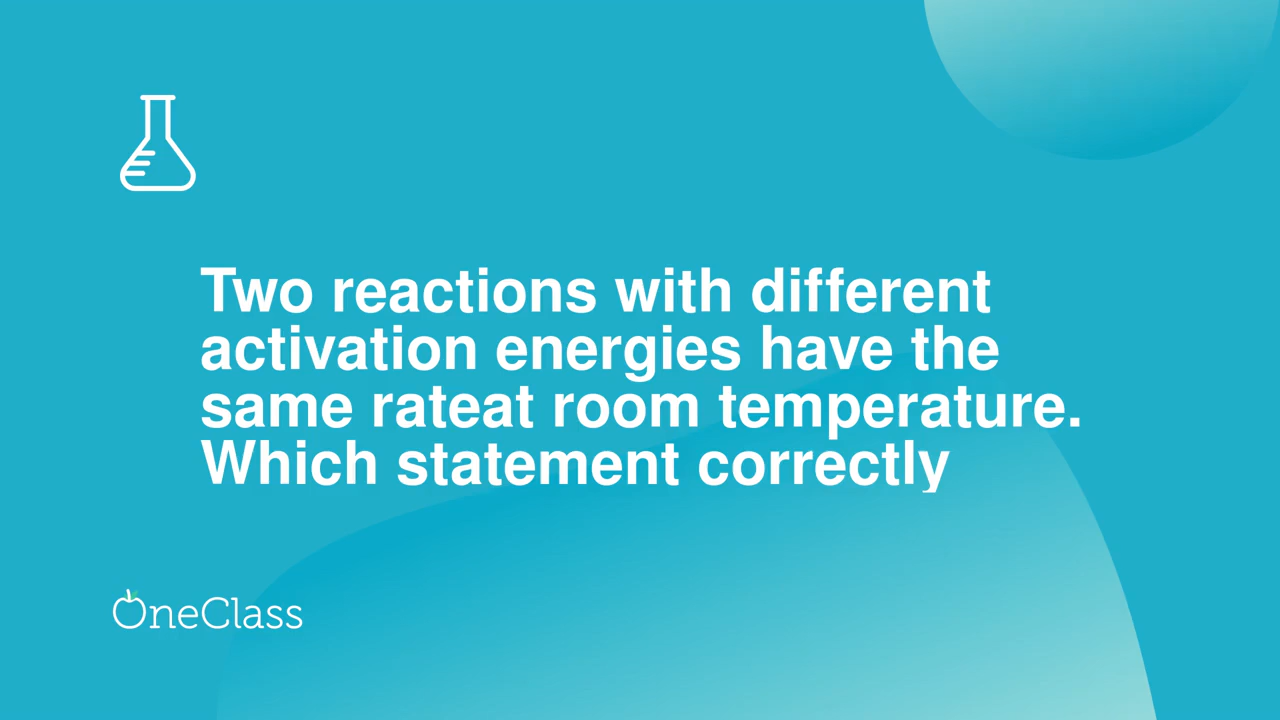 Two reactions with different
activation energies have the
same rateat room temperature.
Which statement correctly
OneClass